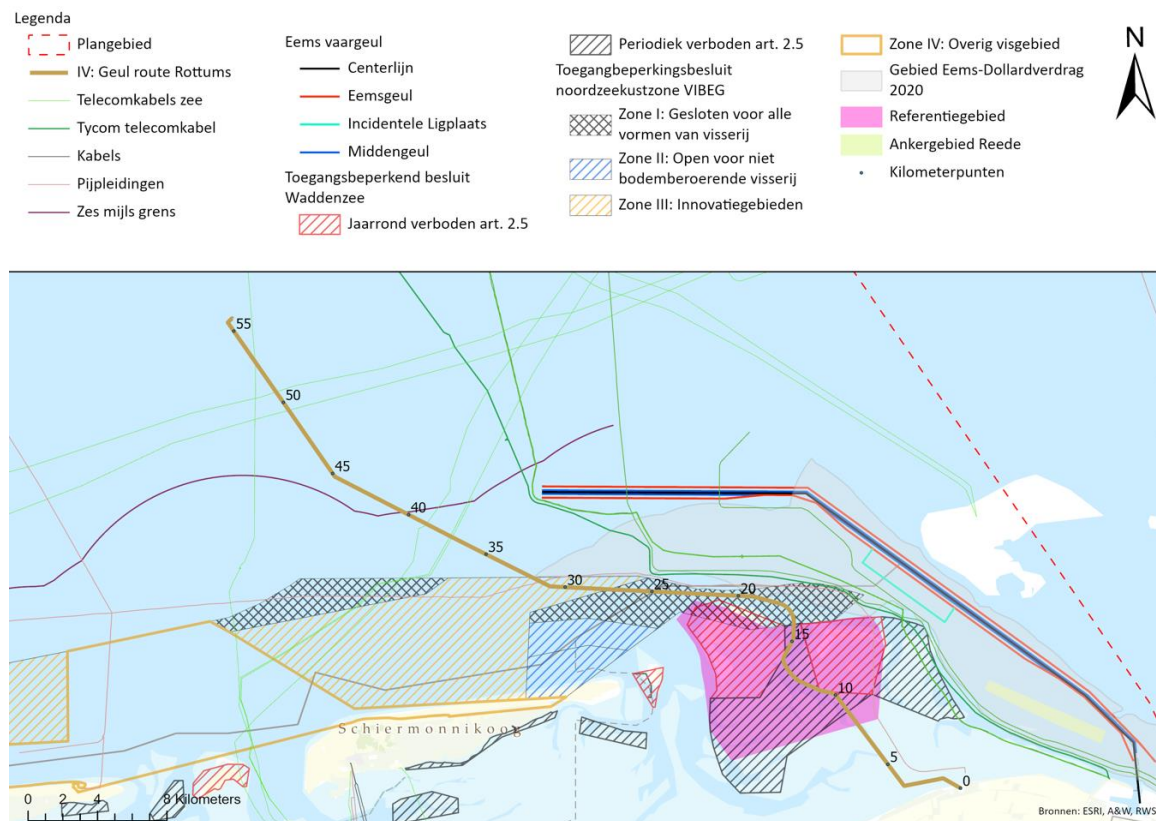 Legenda
Plangebied
IV: Geul route Rottums
Telecomkabels zee
Tycom telecomkabel
Kabels
Pijpleidingen
Zes mijls grens
Eems vaargeul
Centerlijn
Eemsgeul
Incidentele Ligplaats
Middengeul
Toegangsbeperkend besluit
Waddenzee
Jaarrond verboden art. 2.5
Periodiek verboden art. 2.5
Toegangbeperkingsbesluit
noordzeekustzone VIBEG
Zone I: Gesloten voor alle
vormen van visserij
Zone II: Open voor niet
bodemberoerende visserij
Zone III: Innovatiegebieden
Zone IV: Overig visgebied
Gebied Eems-Dollardverdrag
2020
Referentiegebied
Ankergebied Reede
Kilometerpunten
N
55
50
45
40
35
30
25
20
15
10
5
0
Schiermonnikoog
0 2 4 8 Kilometers
Bronnen: ESRI, A&W, RWS